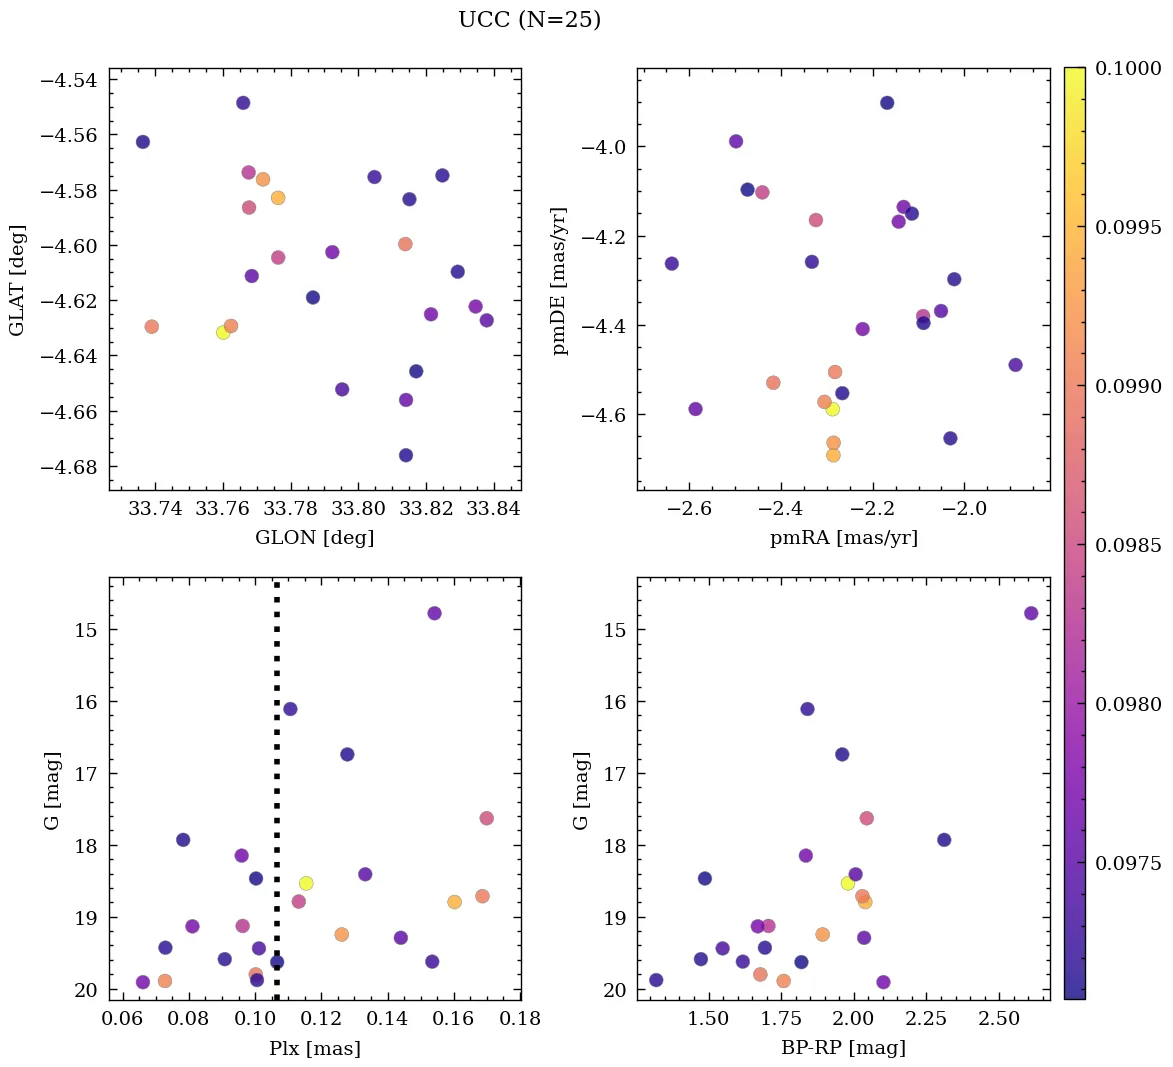 UCC (N=25)
−4.54
−4.56
−4.58
−4.60
−4.62
−4.64
−4.66
−4.68
GLAT [deg]
33.74 33.76 33.78 33.80 33.82 33.84
GLON [deg]
−4.0
−4.2
−4.4
−4.6
pmDE [mas/yr]
−2.6 −2.4 −2.2 −2.0
pmRA [mas/yr]
15
16
17
18
19
20
G [mag]
0.06 0.08 0.10 0.12 0.14 0.16 0.18
Plx [mas]
15
16
17
18
19
20
G [mag]
1.50 1.75 2.00 2.25 2.50
BP-RP [mag]
0.1000
0.0995
0.0990
0.0985
0.0980
0.0975